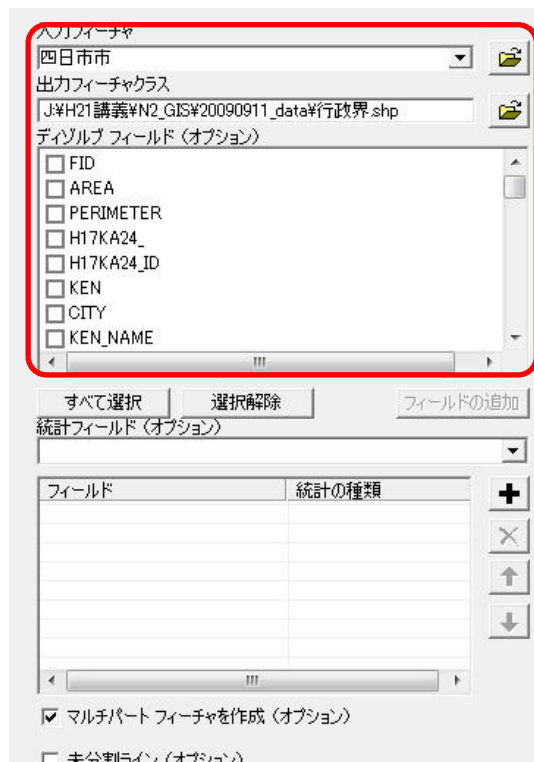 入力フィーチャ
四日市市
出力フィーチャクラス
J:¥H21講義¥N2_GIS¥20090911_data¥行政界.shp
ディゾルブ フィールド (オプション)
FID
AREA
PERIMETER
H17KA24_
H17KA24_ID
KEN
CITY
KEN_NAME
すべて選択 選択解除 フィールドの追加
統計フィールド (オプション)
フィールド 統計の種類
マルチパート フィーチャを作成 (オプション)
未分割ライン (オプション)